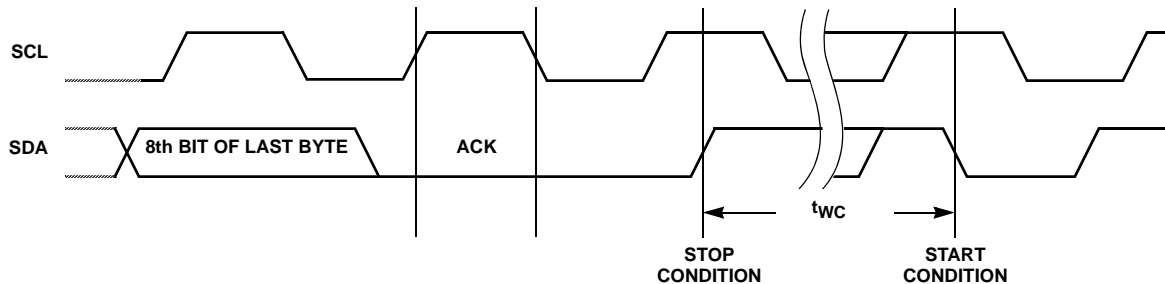 SCL
SDA
8th BIT OF LAST BYTE
ACK
tWC
STOP
CONDITION
START
CONDITION